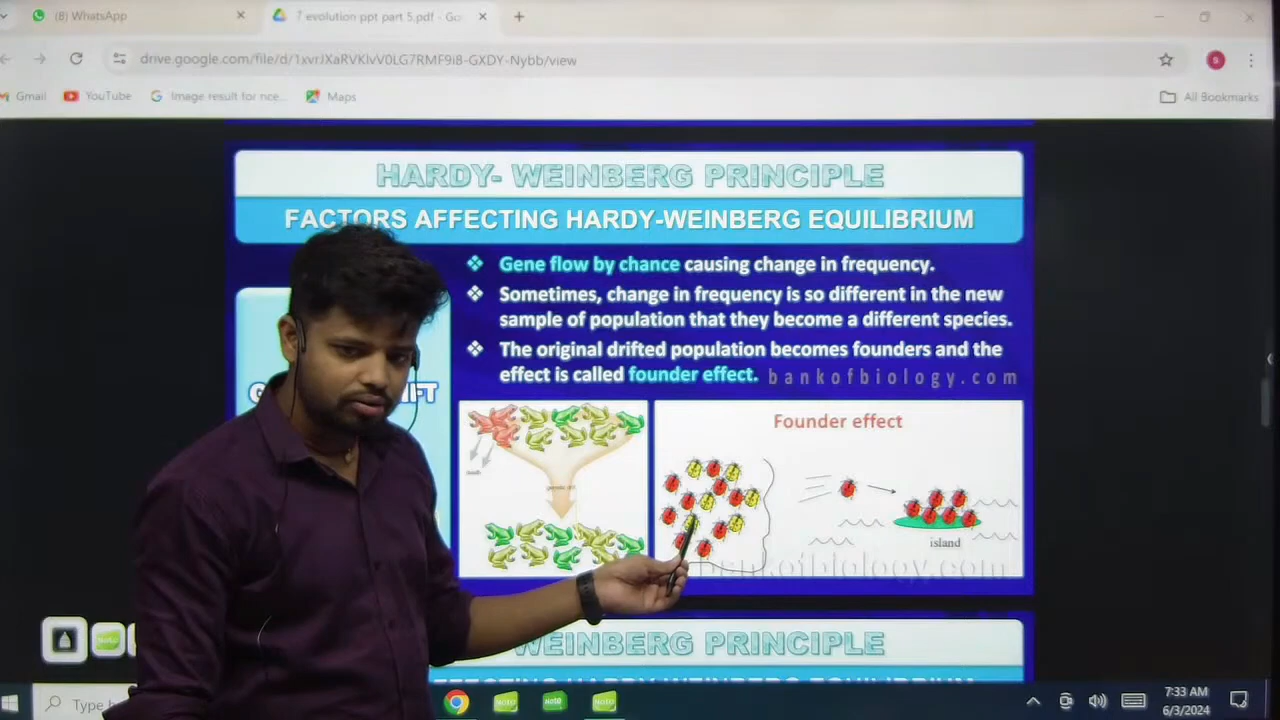 (8) WhatsApp
7 evolution ppt part 5.pdf - Go
drive.google.com/file/d/1xvrJXaRVKlvV0LG7RMF9i8-GXDY-Nybb/view
S
Gmail
YouTube
Image result for nce...
Maps
All Bookmarks
HARDY- WEINBERG PRINCIPLE
FACTORS AFFECTING HARDY-WEINBERG EQUILIBRIUM
❖ Gene flow by chance causing change in frequency.
❖ Sometimes, change in frequency is so different in the new
sample of population that they become a different species.
❖ The original drifted population becomes founders and the
effect is called founder effect. bankofbiology.com
Founder effect
genetic drift
island
bankofbiology.com
WEINBERG PRINCIPLE
7:33 AM
6/3/2024